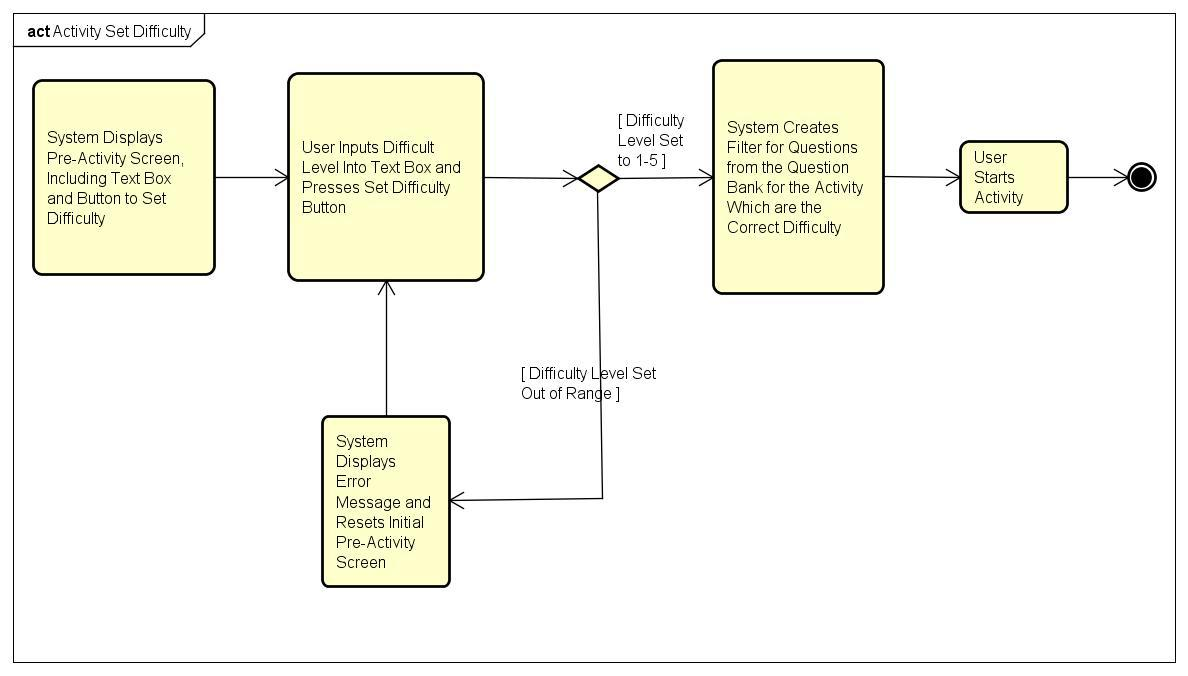 act Activity Set Difficulty
System Displays
Pre-Activity Screen,
Including Text Box
and Button to Set
Difficulty
User Inputs Difficult
Level Into Text Box and
Presses Set Difficulty
Button
[ Difficulty
Level Set
to 1-5 ]
System Creates
Filter for Questions
from the Question
Bank for the Activity
Which are the
Correct Difficulty
User
Starts
Activity
[ Difficulty Level Set
Out of Range ]
System
Displays
Error
Message and
Resets Initial
Pre-Activity
Screen